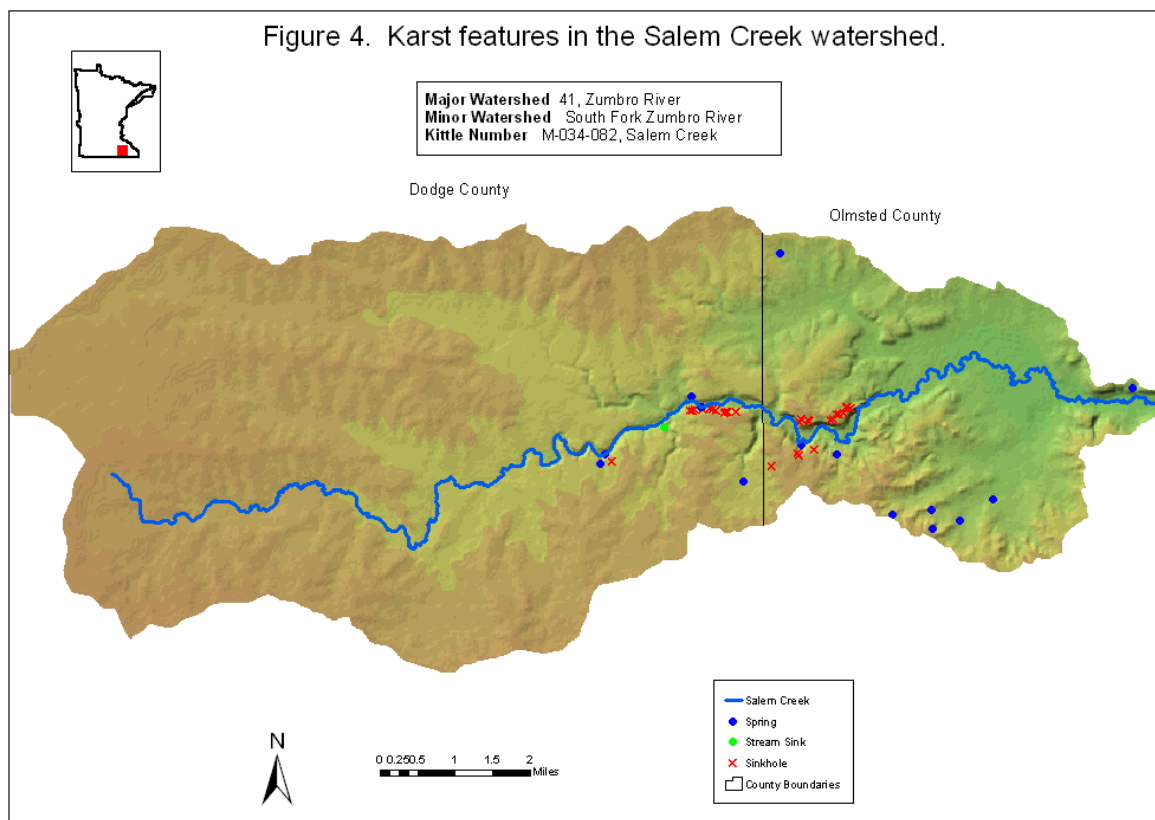 Figure 4. Karst features in the Salem Creek watershed.
Major Watershed 41, Zumbro River
Minor Watershed South Fork Zumbro River
Kittle Number M-034-082, Salem Creek
Dodge County
Olmsted County
Salem Creek
Spring
Stream Sink
Sinkhole
County Boundaries
N
0 0.250.5 1 1.5 2
Miles